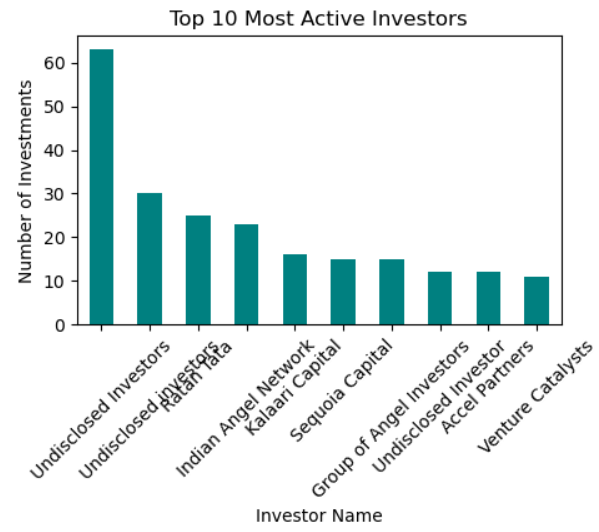 Top 10 Most Active Investors
Number of Investments
60
50
40
30
20
10
0
Undisclosed Investors
Undisclosed investors
Ratan Tata
Indian Angel Network
Kalaari Capital
Sequoia Capital
Group of Angel Investors
Undisclosed Investor
Accel Partners
Venture Catalysts
Investor Name